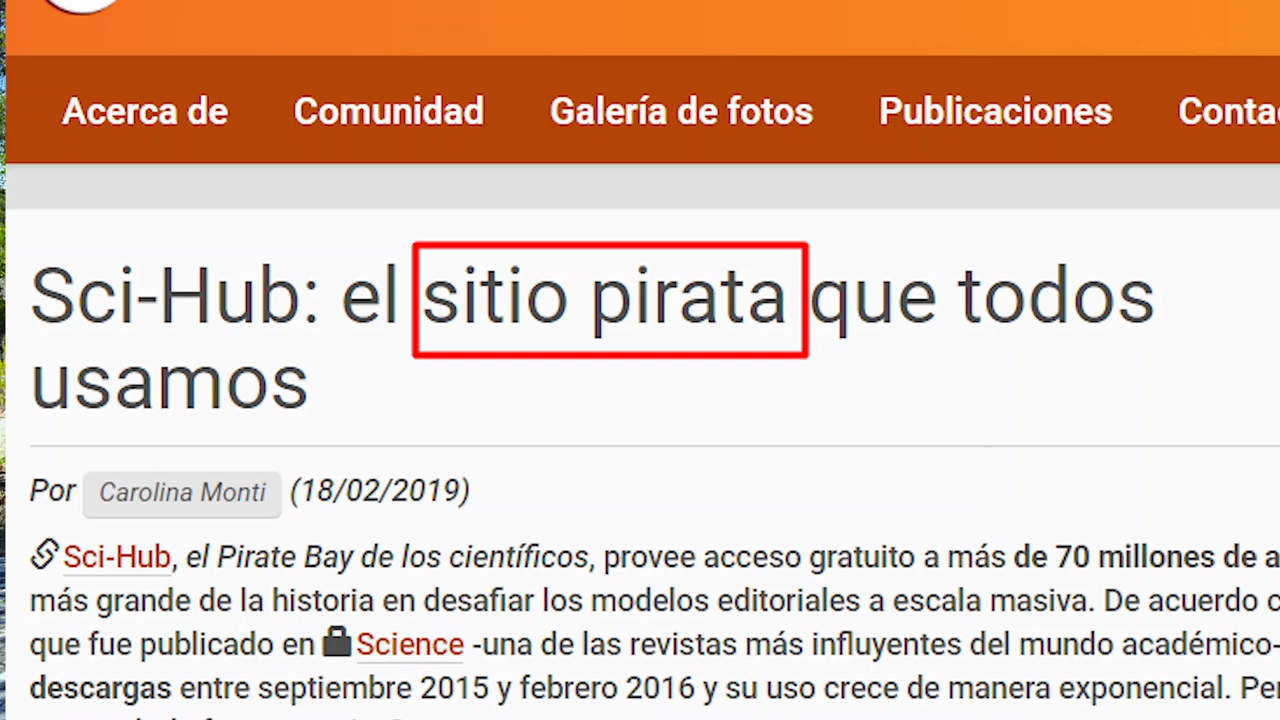 Acerca de Comunidad Galería de fotos Publicaciones
Sci-Hub: el sitio pirata que todos
usamos
Por Carolina Monti (18/02/2019)
Sci-Hub, el Pirate Bay de los científicos, provee acceso gratuito a más de 70 millones de
más grande de la historia en desafiar los modelos editoriales a escala masiva. De acuerdo
que fue publicado en Science -una de las revistas más influyentes del mundo académico-
descargas entre septiembre 2015 y febrero 2016 y su uso crece de manera exponencial.